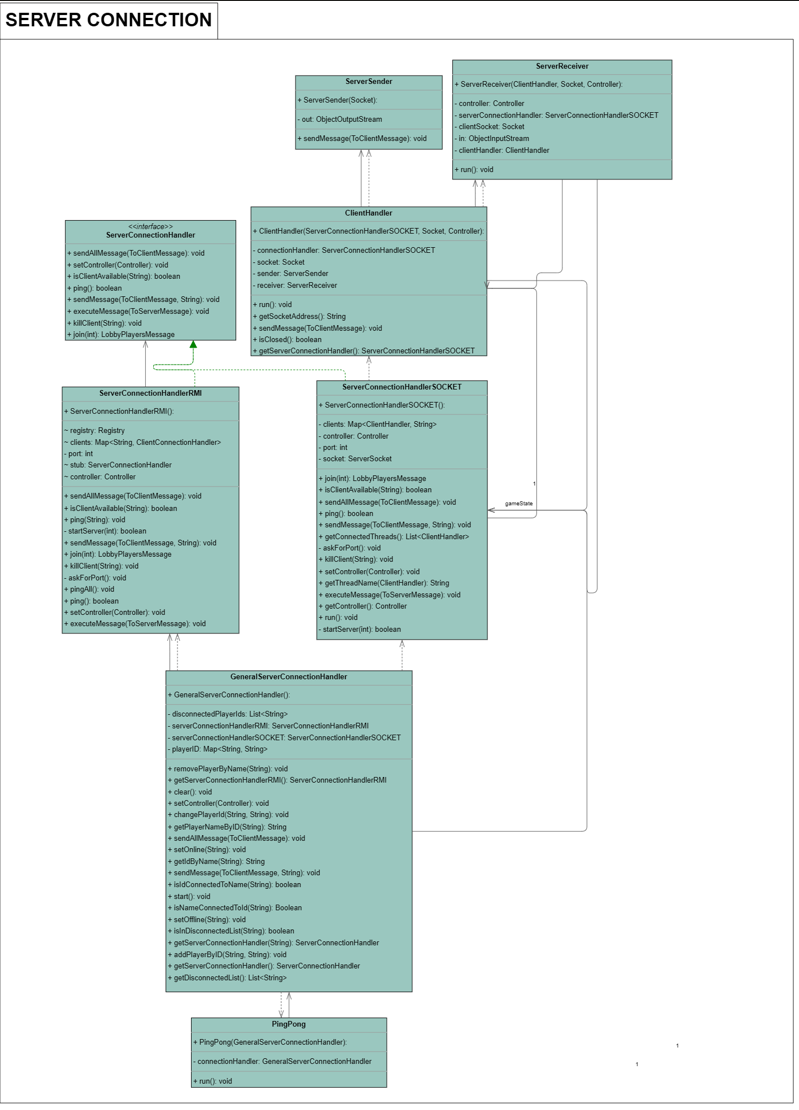 SERVER CONNECTION
ServerSender
+ ServerSender(Socket):
- out: ObjectOutputStream
+ sendMessage(ToClientMessage): void
ServerReceiver
+ ServerReceiver(ClientHandler, Socket, Controller):
- controller: Controller
- serverConnectionHandler: ServerConnectionHandlerSOCKET
- clientSocket: Socket
- in: ObjectInputStream
- clientHandler: ClientHandler
+ run(): void
ClientHandler
+ ClientHandler(ServerConnectionHandlerSOCKET, Socket, Controller):
- connectionHandler: ServerConnectionHandlerSOCKET
- socket: Socket
- sender: ServerSender
- receiver: ServerReceiver
+ run(): void
+ getSocketAddress(): String
+ sendMessage(ToClientMessage): void
+ isClosed(): boolean
+ getServerConnectionHandler(): ServerConnectionHandlerSOCKET
<<interface>>
ServerConnectionHandler
+ sendAllMessage(ToClientMessage): void
+ setController(Controller): void
+ isClientAvailable(String): boolean
+ ping(): boolean
+ sendMessage(ToClientMessage, String): void
+ executeMessage(ToServerMessage): void
+ killClient(String): void
+ join(int): LobbyPlayersMessage
ServerConnectionHandlerRMI
+ ServerConnectionHandlerRMI():
~ registry: Registry
~ clients: Map<String, ClientConnectionHandler>
- port: int
~ stub: ServerConnectionHandler
~ controller: Controller
+ sendAllMessage(ToClientMessage): void
+ isClientAvailable(String): boolean
+ ping(String): void
- startServer(int): boolean
+ sendMessage(ToClientMessage, String): void
+ join(int): LobbyPlayersMessage
+ killClient(String): void
- askForPort(): void
+ pingAll(): void
+ ping(): boolean
+ setController(Controller): void
+ executeMessage(ToServerMessage): void
ServerConnectionHandlerSOCKET
+ ServerConnectionHandlerSOCKET():
- clients: Map<ClientHandler, String>
- controller: Controller
- port: int
- socket: ServerSocket
+ join(int): LobbyPlayersMessage
+ isClientAvailable(String): boolean
+ sendAllMessage(ToClientMessage): void
+ ping(): boolean
+ sendMessage(ToClientMessage, String): void
+ getConnectedThreads(): List<ClientHandler>
- askForPort(): void
+ killClient(String): void
+ setController(Controller): void
+ getThreadName(ClientHandler): String
+ executeMessage(ToServerMessage): void
+ getController(): Controller
+ run(): void
- startServer(int): boolean
1
gameState
GeneralServerConnectionHandler
+ GeneralServerConnectionHandler():
- disconnectedPlayerIds: List<String>
- serverConnectionHandlerRMI: ServerConnectionHandlerRMI
- serverConnectionHandlerSOCKET: ServerConnectionHandlerSOCKET
- playerID: Map<String, String>
+ removePlayerByName(String): void
+ getServerConnectionHandlerRMI(): ServerConnectionHandlerRMI
+ clear(): void
+ setController(Controller): void
+ changePlayerId(String, String): void
+ getPlayerNameByID(String): String
+ sendAllMessage(ToClientMessage): void
+ setOnline(String): void
+ getIdByName(String): String
+ sendMessage(ToClientMessage, String): void
+ isIdConnectedToName(String): boolean
+ start(): void
+ isNameConnectedToId(String): Boolean
+ setOffline(String): void
+ isInDisconnectedList(String): boolean
+ getServerConnectionHandler(String): ServerConnectionHandler
+ addPlayerByID(String, String): void
+ getServerConnectionHandler(): ServerConnectionHandler
+ getDisconnectedList(): List<String>
PingPong
+ PingPong(GeneralServerConnectionHandler):
- connectionHandler: GeneralServerConnectionHandler
+ run(): void
1
1